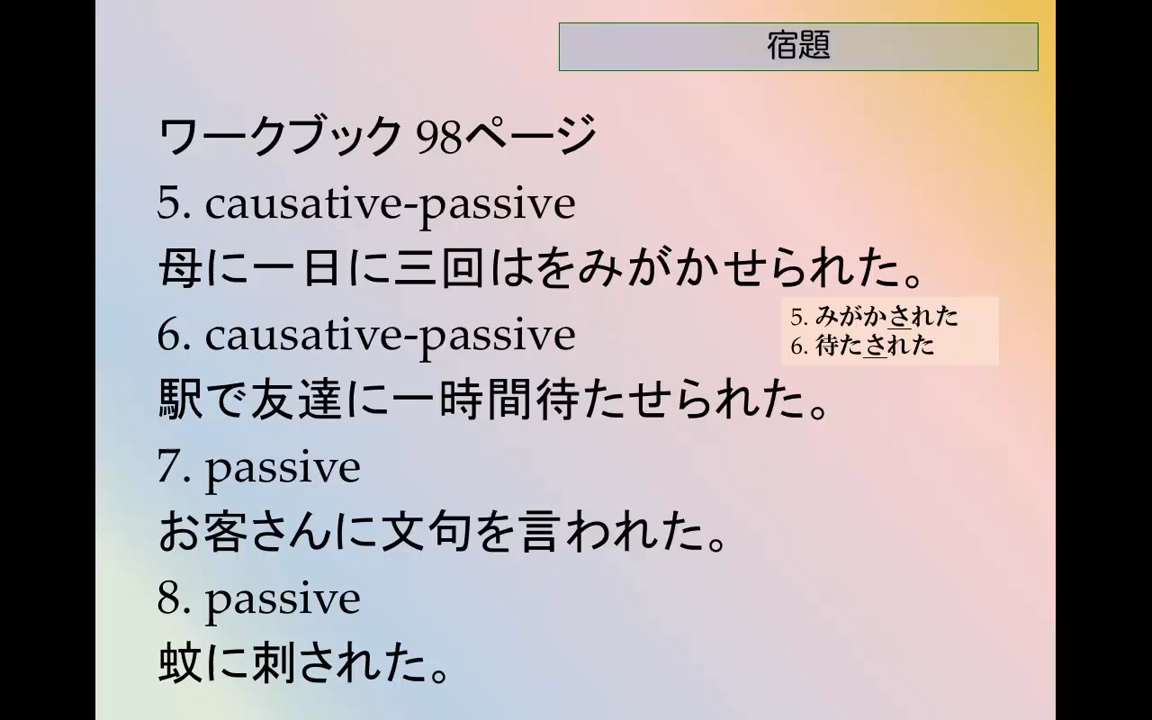 宿題
ワークブック 98ページ
5. causative-passive
母に一日に三回はをみがかせられた。
6. causative-passive
5. みがかされた
6. 待たされた
駅で友達に一時間待たせられた。
7. passive
お客さんに文句を言われた。
8. passive
蚊に刺された。